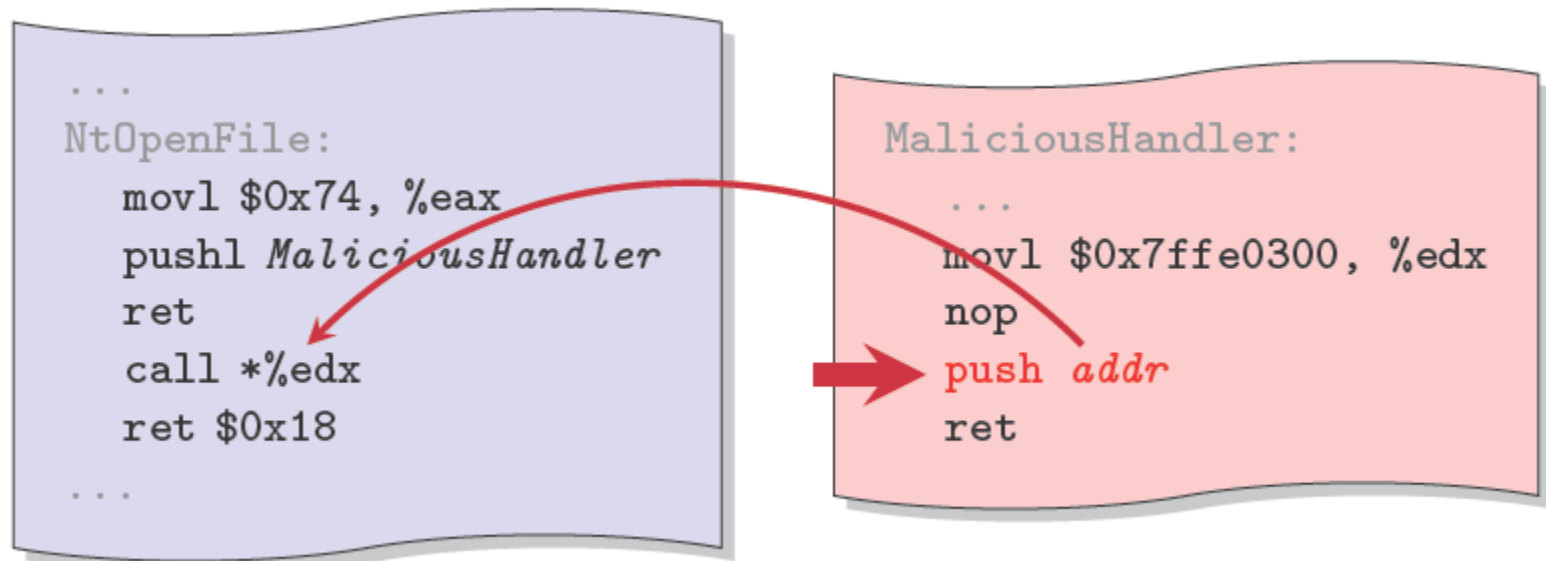 ...
NtOpenFile:
movl $0x74, %eax
pushl MaliciousHandler
ret
call *%edx
ret $0x18
...
MaliciousHandler:
...
movl $0x7ffe0300, %edx
nop
push addr
ret